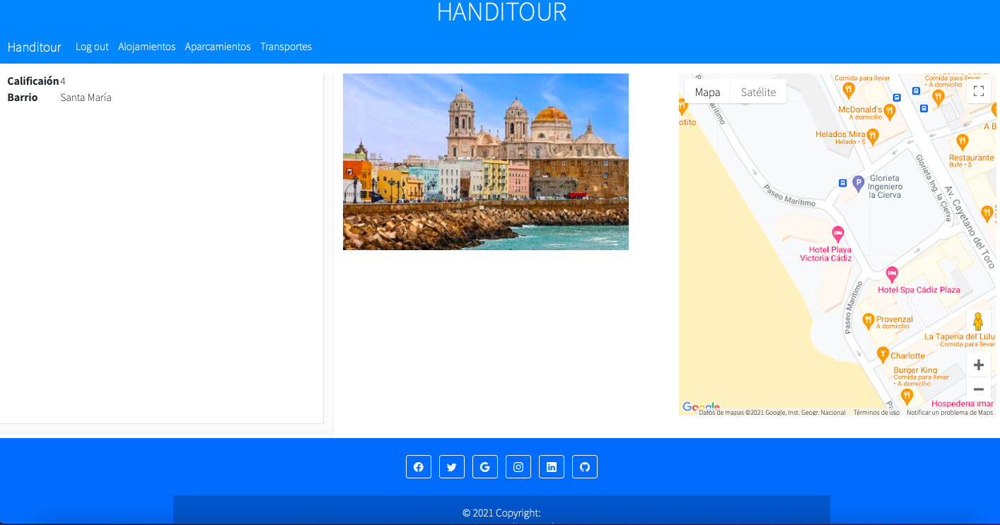 HANDITOUR
Handitour Log out Alojamientos Aparcamientos Transportes
Calificaión 4
Barrio Santa María
Mapa Satélite
Comida para llevar
Comida para llevar
• A domicilio
McDonald's
A domicilio
otito
Helados Mira
Helado • $
A B
Restaurante
Bufé • $
Paseo Marítimo
Glorieta
Ingeniero
la Cierva
Glorieta Ing. la Cierva
Av. Cayetano del Toro
Hotel Playa
Victoria Cádiz
Hotel Spa Cádiz Plaza
Paseo Marítimo
Provenzal
A domicilio
La Tapería del Lulu
Comida para llevar
Charlotte
Burger King
Comida para llevar
• A domicilio
Hospedería Imar
Google
Datos de mapas ©2021 Google, Inst. Geogr. Nacional Términos de uso Notificar un problema de Maps
© 2021 Copyright: